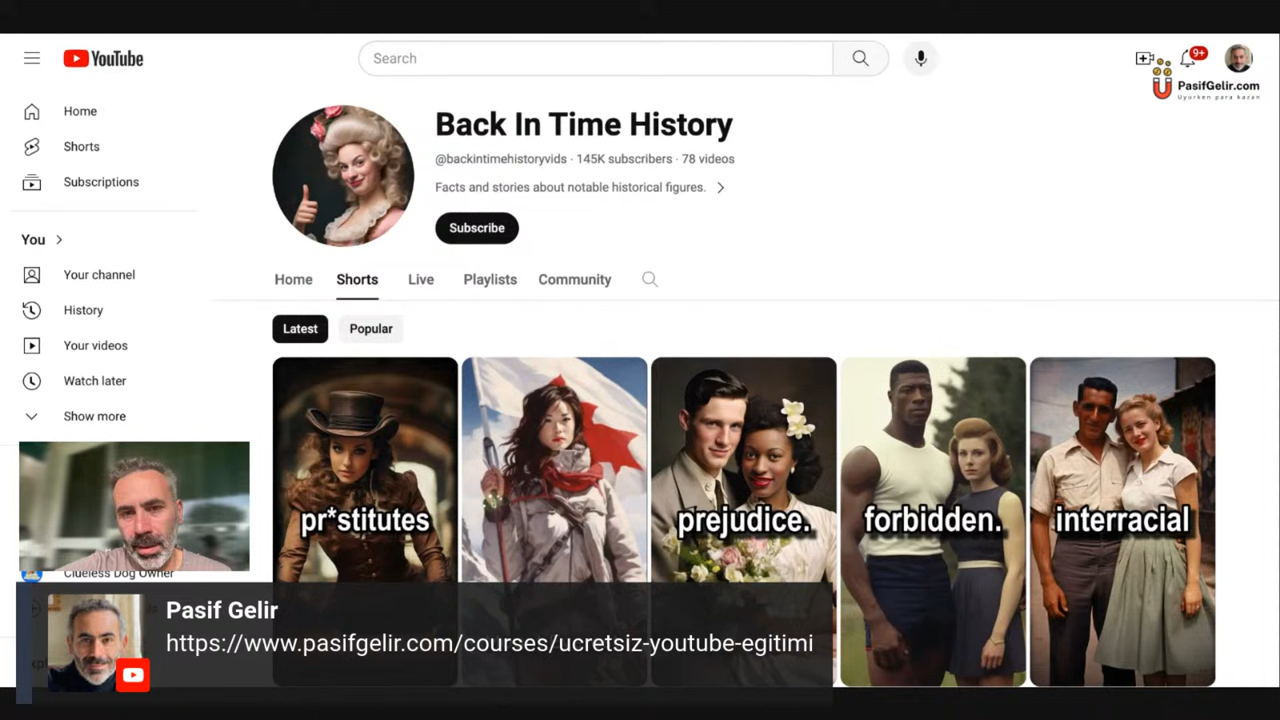 YouTube
Search
9+
PasifGelir.com
Uyurken para kazan
Home
Shorts
Subscriptions
You
Your channel
History
Your videos
Watch later
Show more
Back In Time History
@backintimehistoryvids · 145K subscribers · 78 videos
Facts and stories about notable historical figures.
Subscribe
Home Shorts Live Playlists Community
Latest Popular
pr*stitutes
prejudice.
forbidden.
interracial
Clueless Dog Owner
Pasif Gelir
https://www.pasifgelir.com/courses/ucretsiz-youtube-egitimi